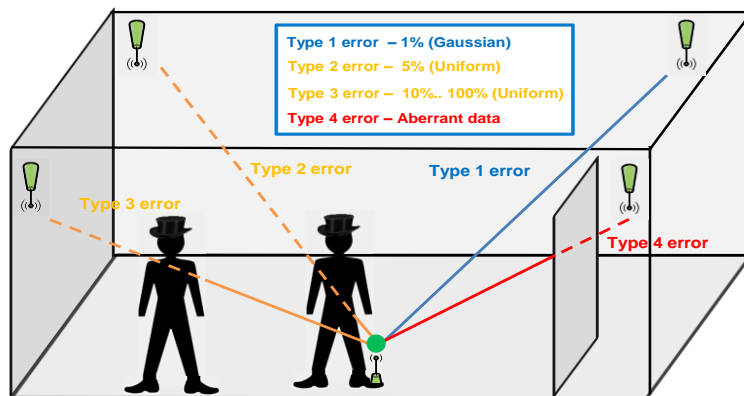 Type 1 error – 1% (Gaussian)
Type 2 error – 5% (Uniform)
Type 3 error – 10%.. 100% (Uniform)
Type 4 error – Aberrant data
Type 2 error
Type 1 error
Type 3 error
Type 4 error